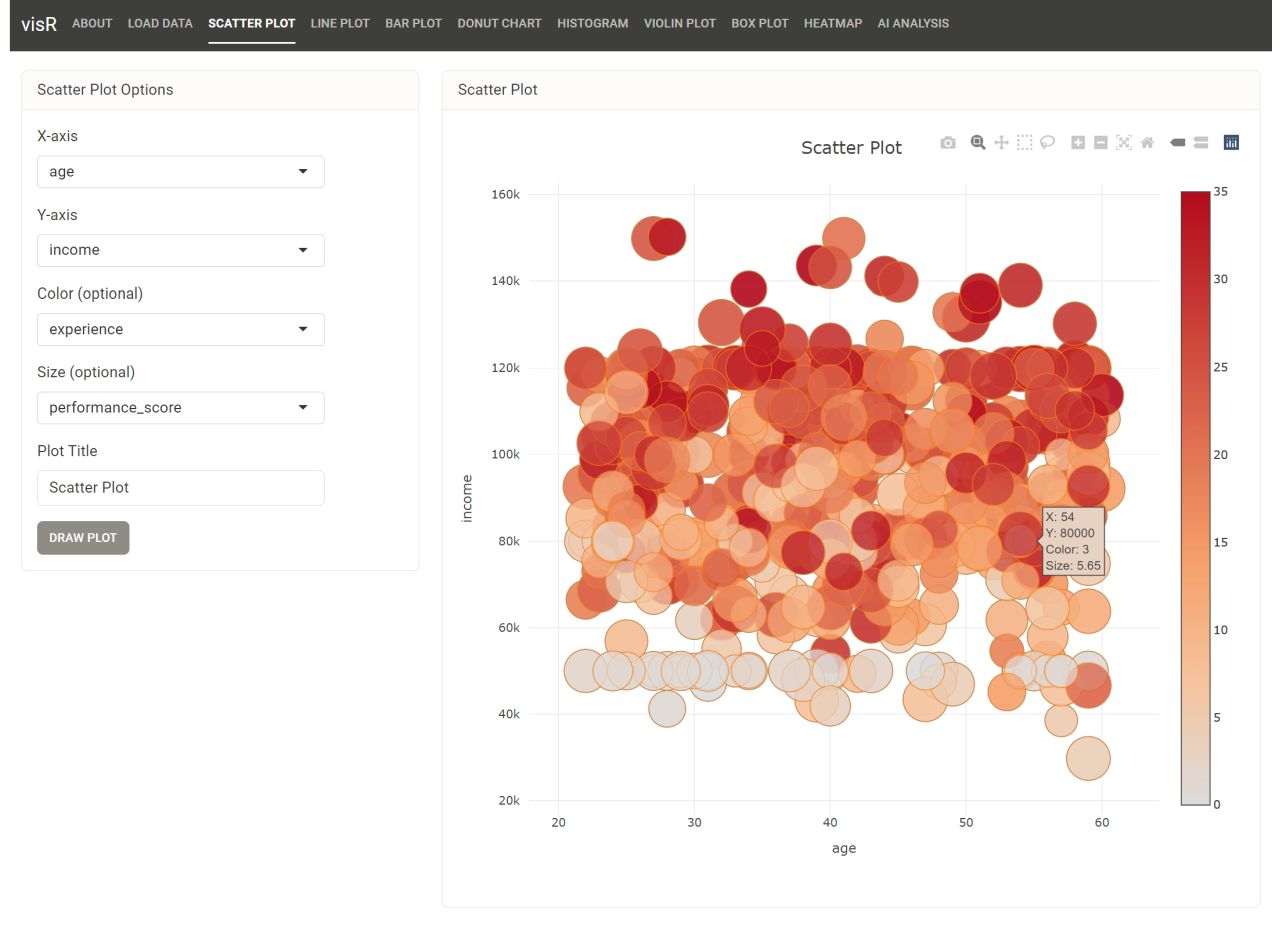 visR ABOUT LOAD DATA SCATTER PLOT LINE PLOT BAR PLOT DONUT CHART HISTOGRAM VIOLIN PLOT BOX PLOT HEATMAP AI ANALYSIS
Scatter Plot Options
X-axis
age
Y-axis
income
Color (optional)
experience
Size (optional)
performance_score
Plot Title
Scatter Plot
DRAW PLOT
Scatter Plot
Scatter Plot
160k
140k
120k
100k
80k
60k
40k
20k
income
20 30 40 50 60
age
X: 54
Y: 80000
Color: 3
Size: 5.65
35
30
25
20
15
10
5
0